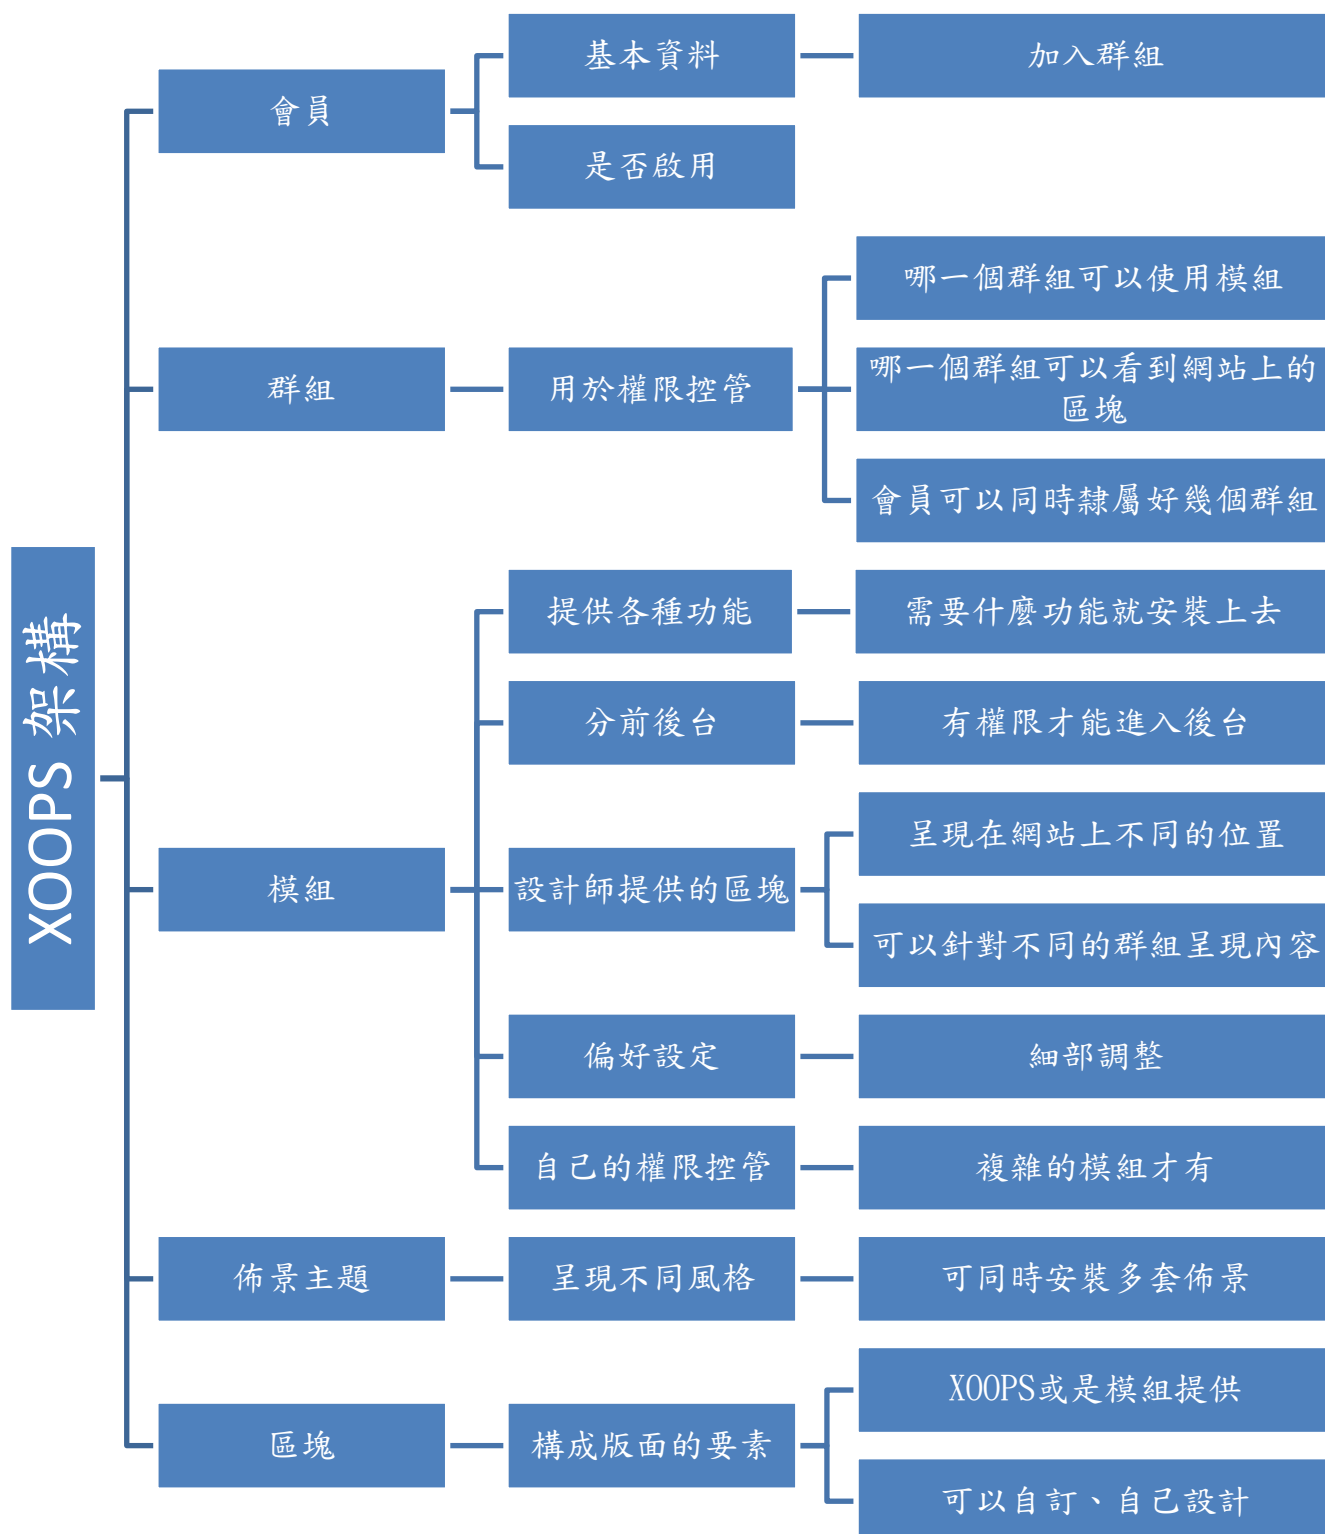 XOOPS 架構
會員
基本資料
加入群組
是否啟用
群組
用於權限控管
哪一個群組可以使用模組
哪一個群組可以看到網站上的
區塊
會員可以同時隸屬好幾個群組
模組
提供各種功能
需要什麼功能就安裝上去
分前後台
有權限才能進入後台
設計師提供的區塊
呈現在網站上不同的位置
可以針對不同的群組呈現內容
偏好設定
細部調整
自己的權限控管
複雜的模組才有
佈景主題
呈現不同風格
可同時安裝多套佈景
區塊
構成版面的要素
XOOPS或是模組提供
可以自訂、自己設計